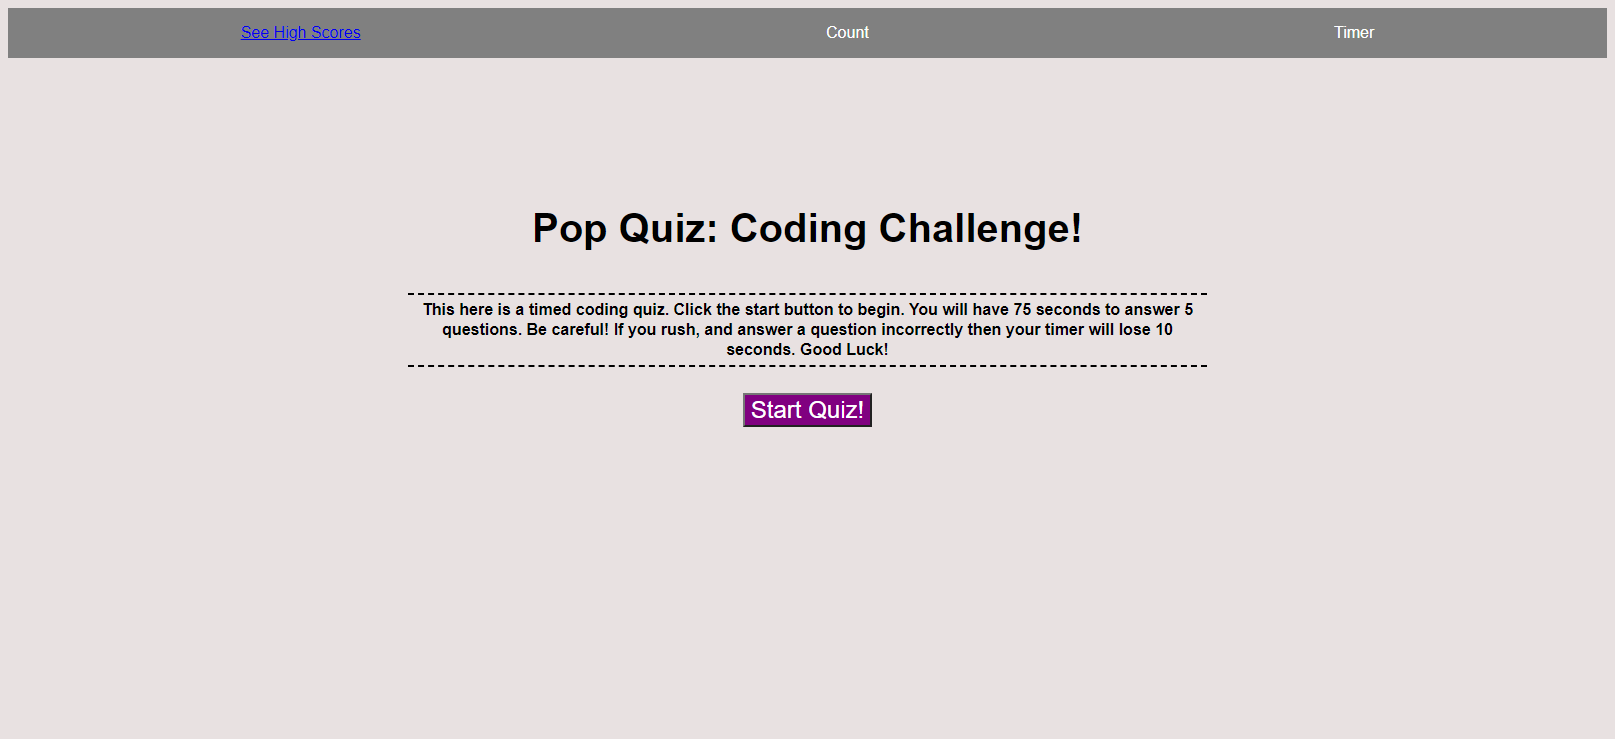 See High Scores
Count
Timer
Pop Quiz: Coding Challenge!
This here is a timed coding quiz. Click the start button to begin. You will have 75 seconds to answer 5
questions. Be careful! If you rush, and answer a question incorrectly then your timer will lose 10
seconds. Good Luck!
Start Quiz!